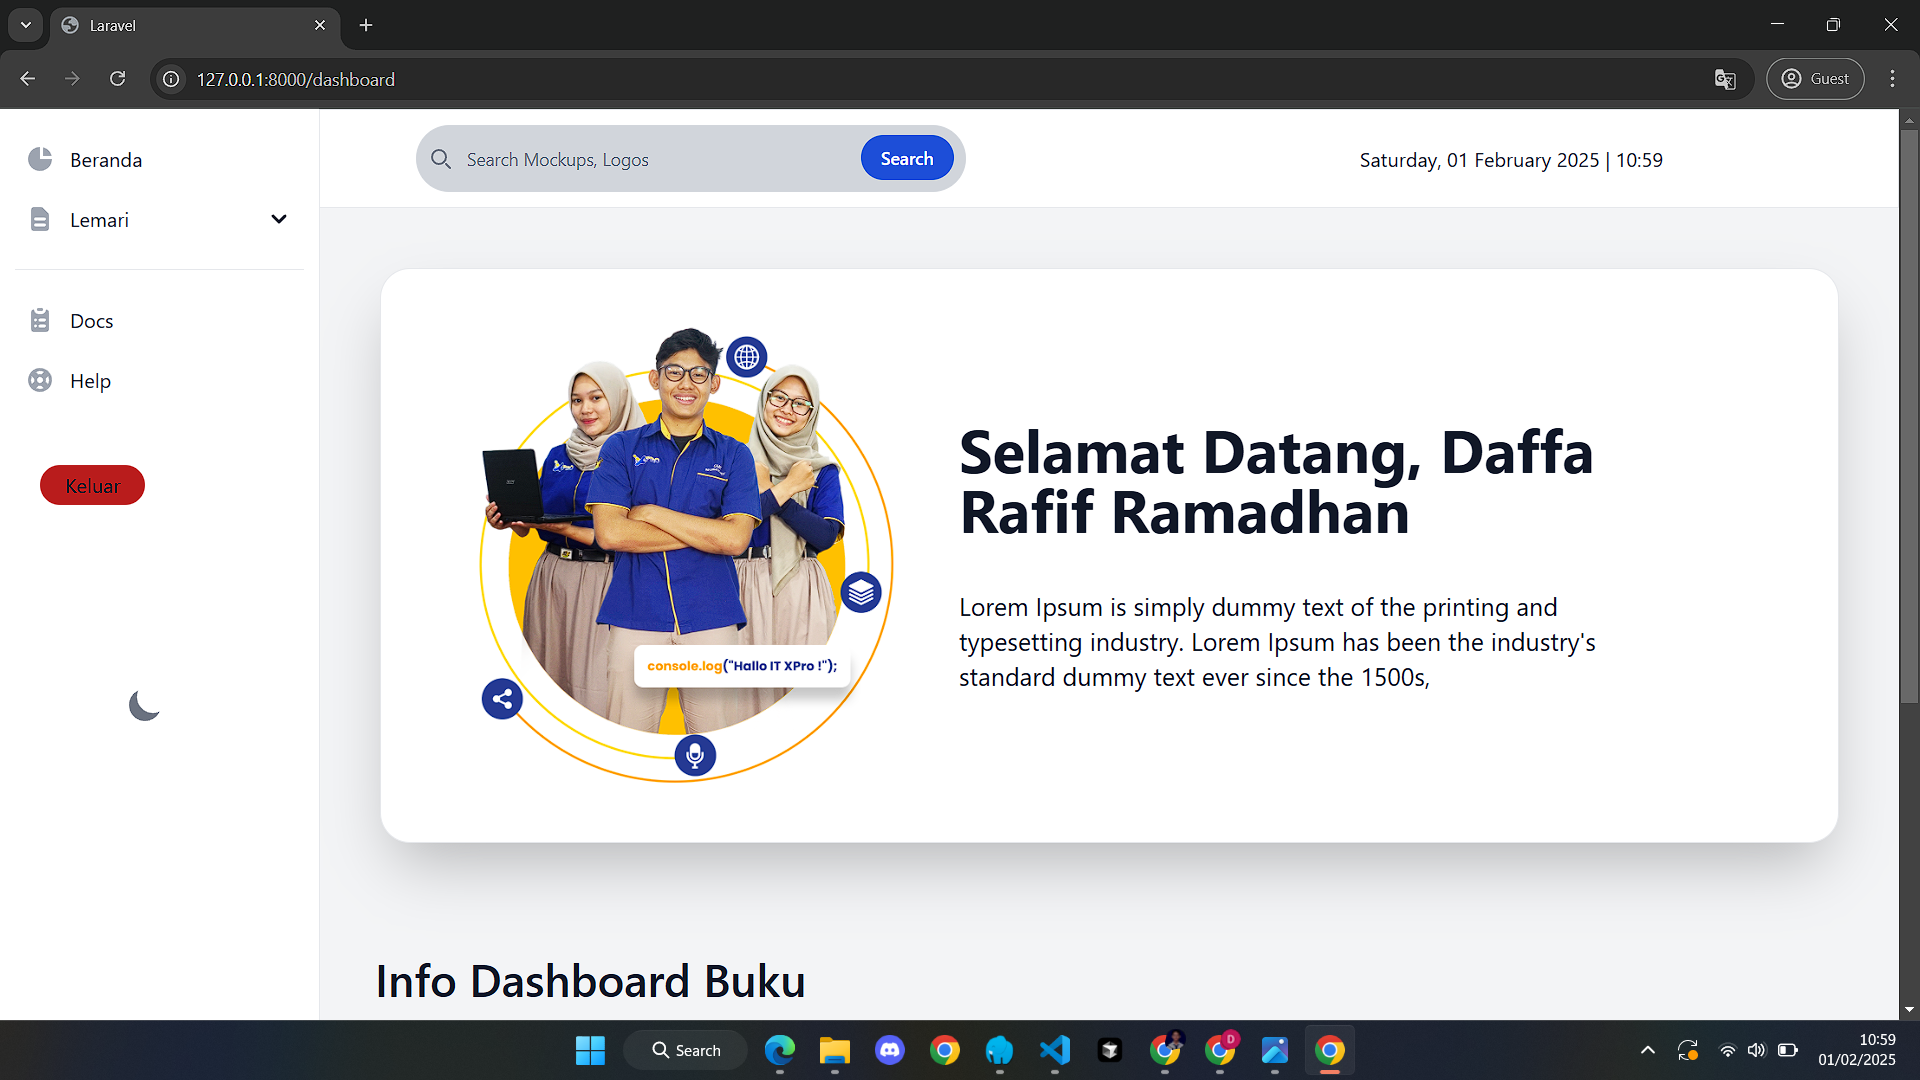 Laravel
127.0.0.1:8000/dashboard
Guest
Beranda
Lemari
Docs
Help
Keluar
Search Mockups, Logos
Search
Saturday, 01 February 2025 | 10:59
console.log("Hallo IT XPro !");
Selamat Datang, Daffa
Rafif Ramadhan
Lorem Ipsum is simply dummy text of the printing and
typesetting industry. Lorem Ipsum has been the industry's
standard dummy text ever since the 1500s,
Info Dashboard Buku
Search
D
10:59
01/02/2025